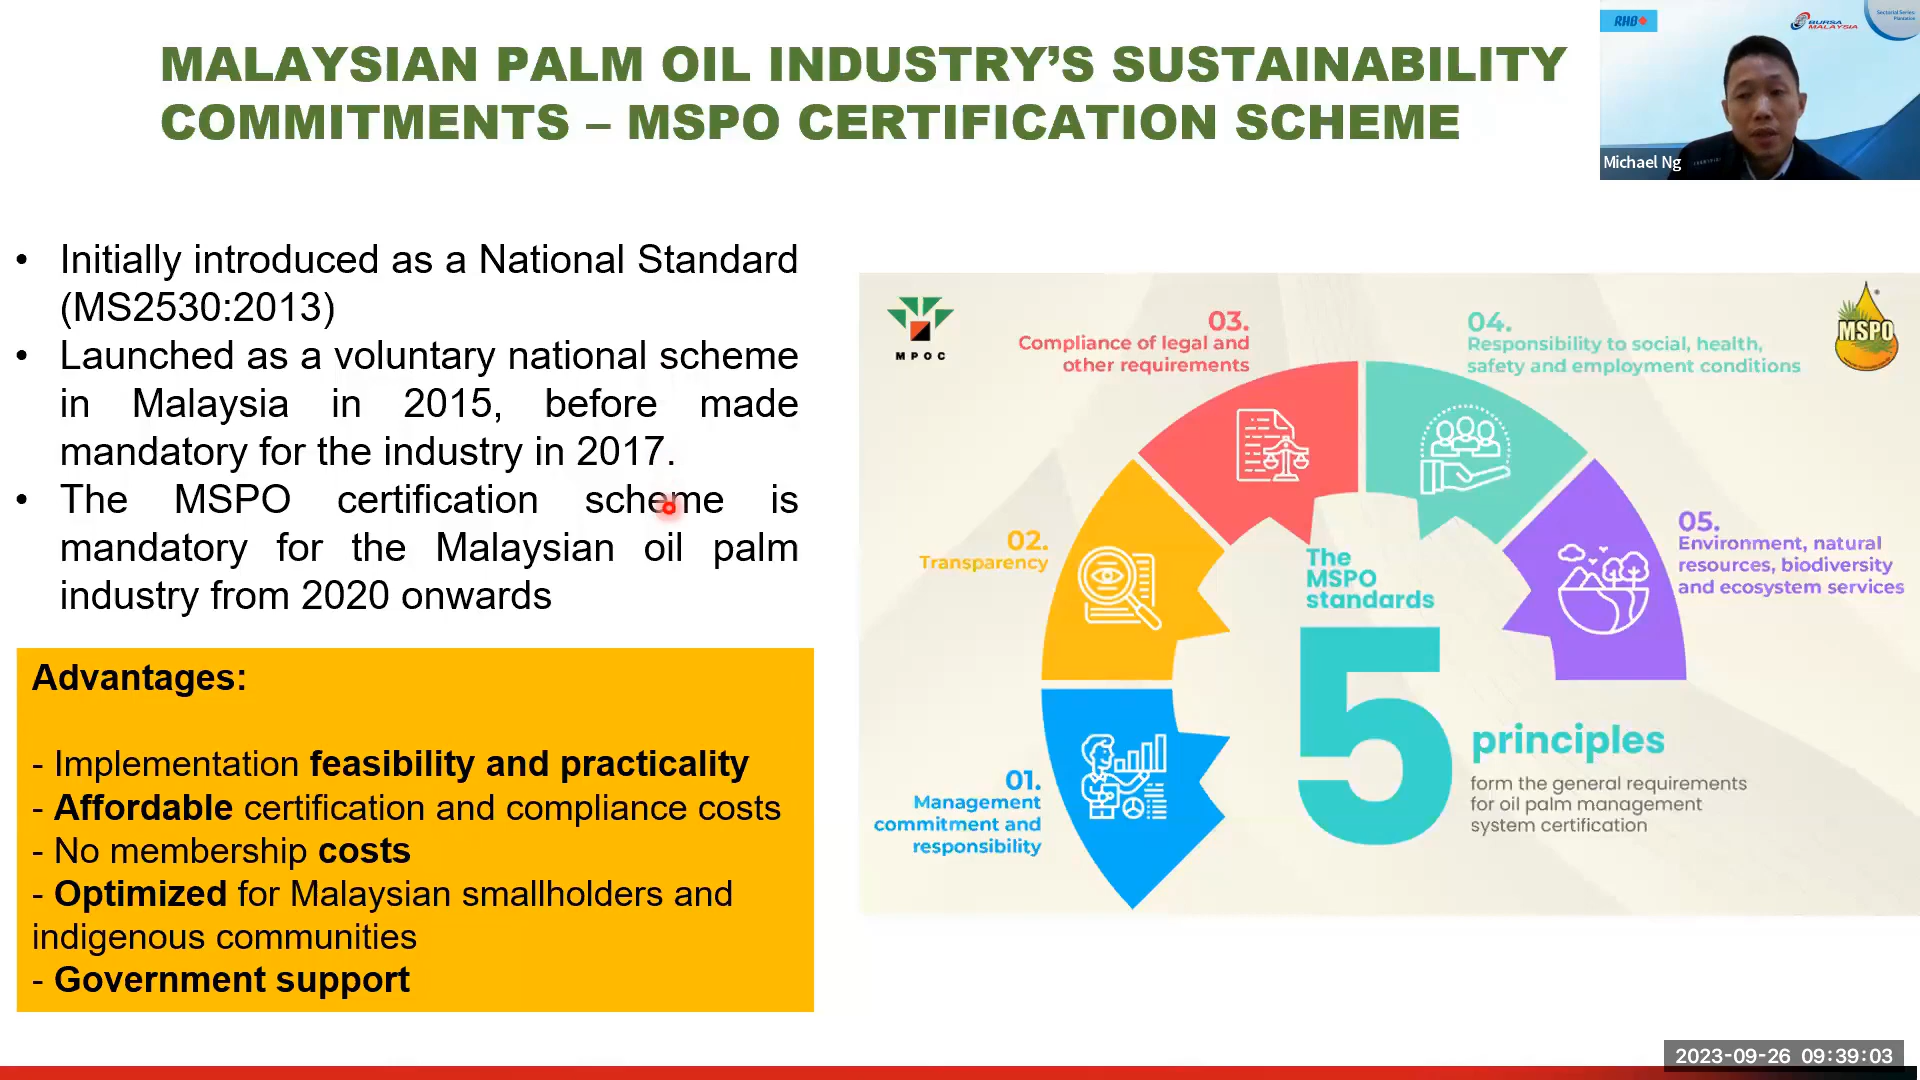 MALAYSIAN PALM OIL INDUSTRY’S SUSTAINABILITY
COMMITMENTS – MSPO CERTIFICATION SCHEME
RHB
BURSA
MALAYSIA
Sectorial Series:
Michael Ng
• Initially introduced as a National Standard
(MS2530:2013)
• Launched as a voluntary national scheme
in Malaysia in 2015, before made
mandatory for the industry in 2017.
• The MSPO certification scheme is
mandatory for the Malaysian oil palm
industry from 2020 onwards
Advantages:
- Implementation feasibility and practicality
- Affordable certification and compliance costs
- No membership costs
- Optimized for Malaysian smallholders and
indigenous communities
- Government support
MPOC
MSPO
03.
Compliance of legal and
other requirements
04.
Responsibility to social, health,
safety and employment conditions
02.
Transparency
05.
Environment, natural
resources, biodiversity
and ecosystem services
01.
Management
commitment and
responsibility
The
MSPO
standards
5
principles
form the general requirements
for oil palm management
system certification
2023-09-26 09:39:03